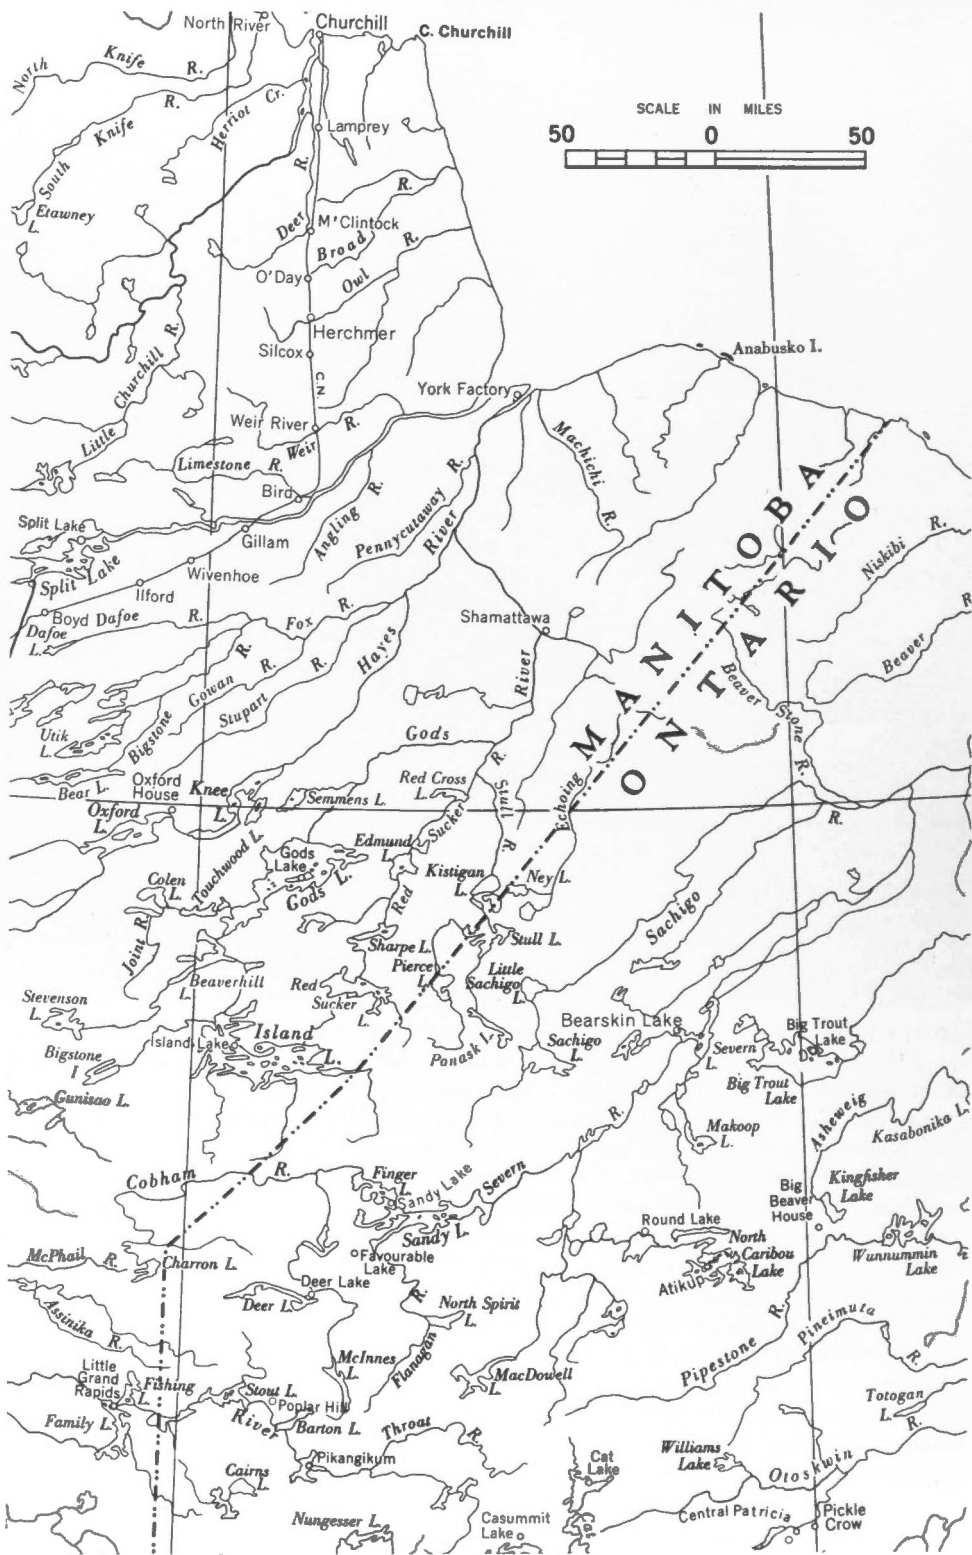 North River
Churchill
C. Churchill
North
Knife
R.
South
Knife
R.
Herriot
Cr.
Lamprey
SCALE IN MILES
50
0
50
R.
Etawney
L.
Deer
M'Clintock
R.
Broad
O'Day
Owl
R.
Herchmer
Silcox
C.N
Little
Churchill
R.
Anabusko I.
York Factory
Weir River
Weir
R.
Limestone
R.
Bird
Machichi
R.
Angling
R.
Pennycutaway
R.
River
MANITOBA
ONTARIO
Split Lake
Gillam
Split Lake
Wivenhoe
Ilford
Boyd
Dafoe
R.
Dafoe
L.
Fox
R.
Niskibi
R.
Shamattawa
Hayes
River
Beaver
R
Beaver
Stone
R.
Gowan
R.
Stupart
R.
Bigstone
R.
Utik
L.
Gods
R.
Bear L.
Oxford
House
Knee
L.
Semmens L.
Red Cross
L.
Stull
R.
Echoing
Oxford
L.
Touchwood L.
Edmund
L.
Sucker
Red
R.
Gods
Lake
Gods
L.
Kistigan
L.
Ney L.
Colen
L.
Joint R.
Sachigo
Sharpe L.
Stull L.
Pierce
L.
Little
Sachigo
L.
Beaverhill
L.
Red
Sucker
L.
Stevenson
L.
Island Lake
Island
L.
Bearskin Lake
Ponask L.
Sachigo
L.
Severn
L.
Big Trout
Lake
Big Trout
Lake
Bigstone
I
Gunisao L.
Makoop
L.
Asheweig
Kasabonika L.
R.
Cobham
R.
Finger
L.
Sandy Lake
Severn
Sandy L.
Big
Beaver
House
Kingfisher
Lake
Round Lake
North
Caribou
Lake
Wunnummin
Lake
Atikup
McPhail
R.
Charron L.
Favourable
Lake
Deer Lake
Deer L.
R.
North Spirit
L.
Flanagan
Assinika
R.
McInnes
L.
MacDowell
L.
Pipestone
R.
Pineimuta
R.
Little
Grand
Rapids
Fishing
L.
Stout L.
Poplar Hill
River
Barton L.
Throat
R.
Family L.
Totogan
L.
Pikangikum
Cairns
L.
Cat
Lake
Williams
Lake
Otoskwin
R.
Nungesser L.
Casummit
Lake
Cat
Central Patricia
Pickle
Crow